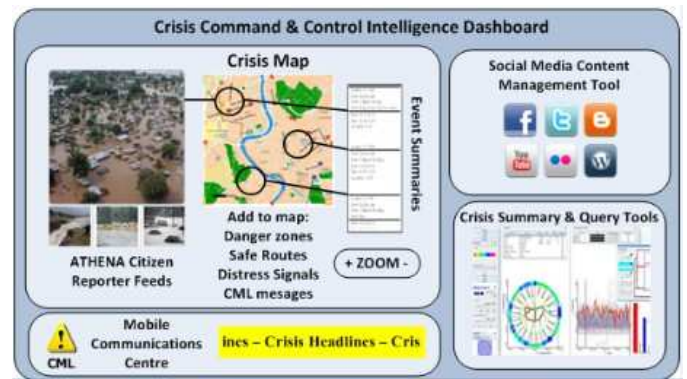 Crisis Command & Control Intelligence Dashboard
Crisis Map
Event Summaries
ATHENA Citizen
Reporter Feeds
Add to map:
Danger zones
Safe Routes
Distress Signals
CML mesages
+ ZOOM -
Social Media Content
Management Tool
You
Tube
Crisis Summary & Query Tools
CML
Mobile
Communications
Centre
ines – Crisis Headlines – Cris